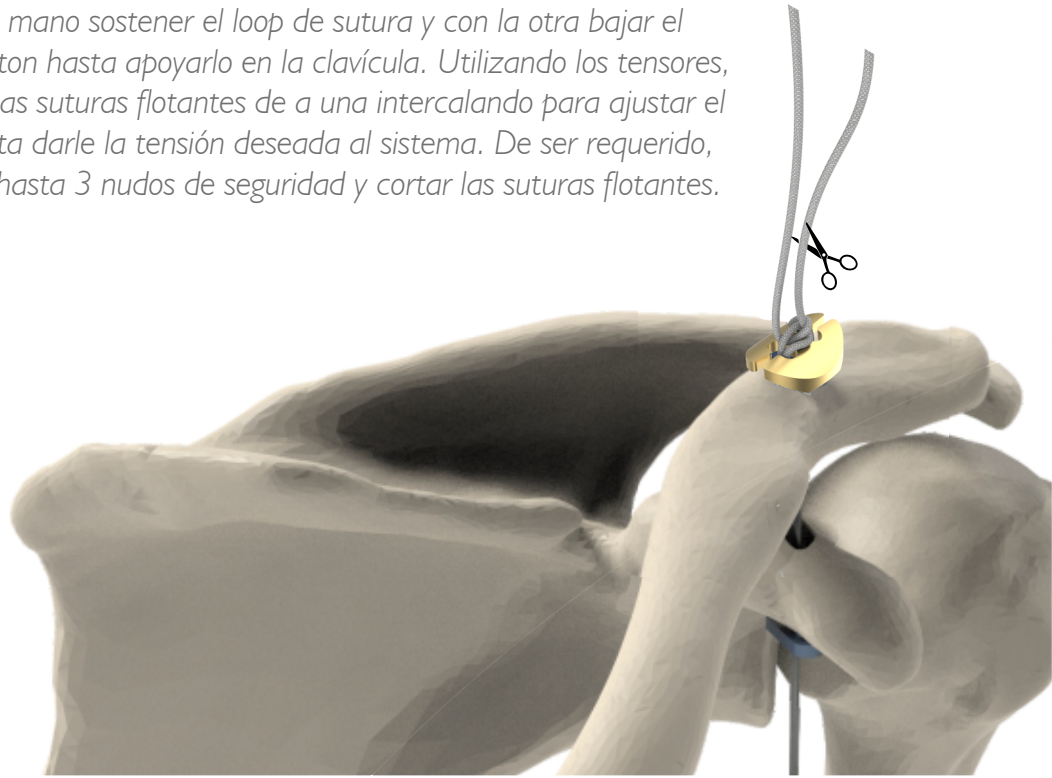 mano sostener el loop de sutura y con la otra bajar el
ton hasta apoyarlo en la clavícula. Utilizando los tensores,
as suturas flotantes de a una intercalando para ajustar el
ta darle la tensión deseada al sistema. De ser requerido,
hasta 3 nudos de seguridad y cortar las suturas flotantes.